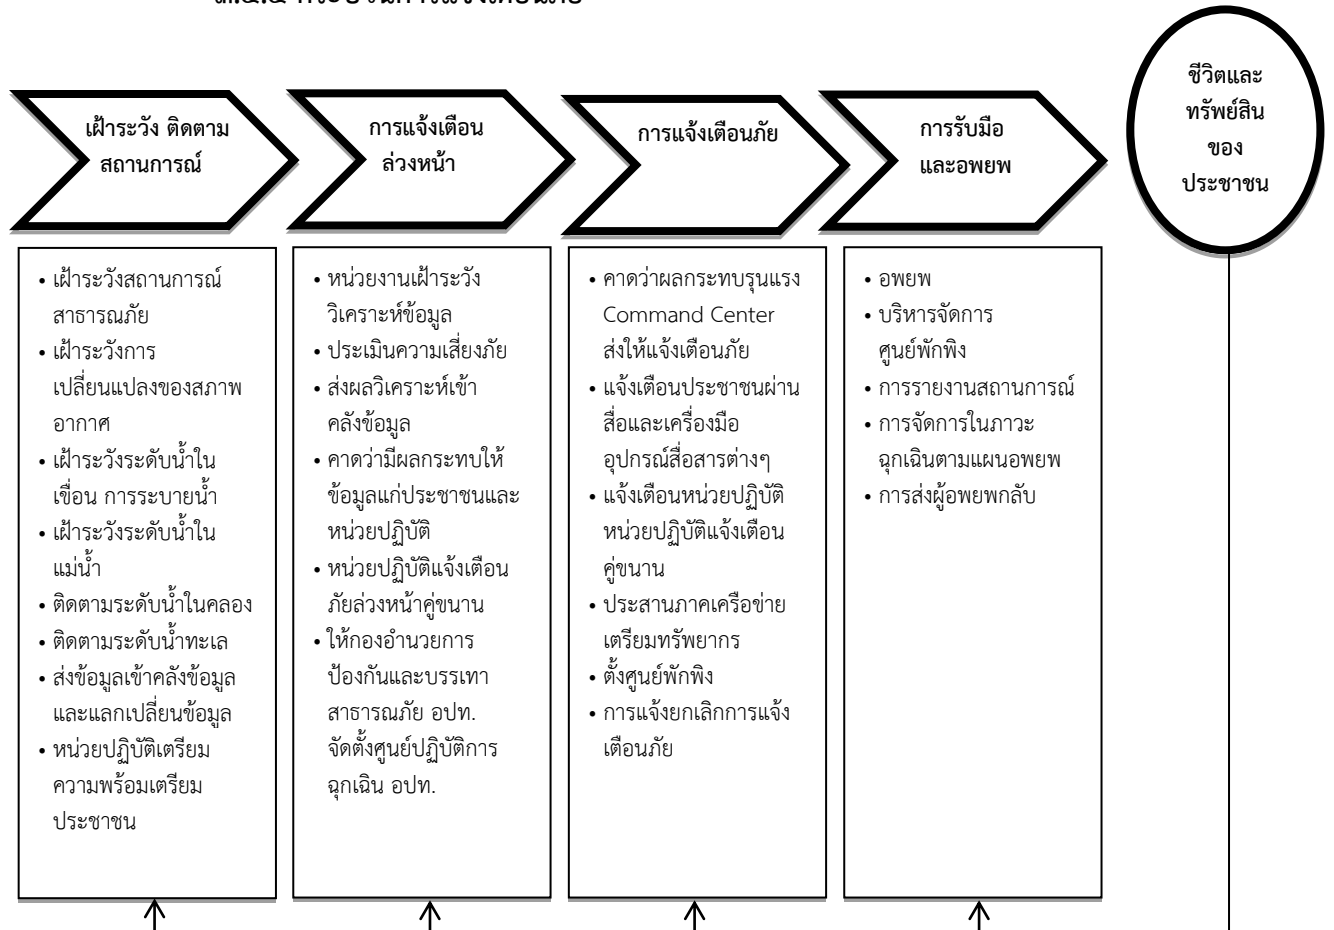 กระบวนการแจ้งเตือนภัย
เฝ้าระวัง ติดตาม
สถานการณ์
การแจ้งเตือน
ล่วงหน้า
การแจ้งเตือนภัย
การรับมือ
และอพยพ
ชีวิตและ
ทรัพย์สิน
ของ
ประชาชน
• เฝ้าระวังสถานการณ์
สาธารณภัย
• เฝ้าระวังการ
เปลี่ยนแปลงของสภาพ
อากาศ
• เฝ้าระวังระดับน้ำใน
เขื่อน การระบายน้ำ
• เฝ้าระวังระดับน้ำใน
แม่น้ำ
• ติดตามระดับน้ำในคลอง
• ติดตามระดับน้ำทะเล
• ส่งข้อมูลเข้าคลังข้อมูล
และแลกเปลี่ยนข้อมูล
• หน่วยปฏิบัติเตรียม
ความพร้อมเตรียม
ประชาชน
• หน่วยงานเฝ้าระวัง
วิเคราะห์ข้อมูล
• ประเมินความเสี่ยงภัย
• ส่งผลวิเคราะห์เข้า
คลังข้อมูล
• คาดว่ามีผลกระทบให้
ข้อมูลแก่ประชาชนและ
หน่วยปฏิบัติ
• หน่วยปฏิบัติแจ้งเตือน
ภัยล่วงหน้าคู่ขนาน
• ให้กองอำนวยการ
ป้องกันและบรรเทา
สาธารณภัย อปท.
จัดตั้งศูนย์ปฏิบัติการ
ฉุกเฉิน อปท.
• คาดว่าผลกระทบรุนแรง
Command Center
ส่งให้แจ้งเตือนภัย
• แจ้งเตือนประชาชนผ่าน
สื่อและเครื่องมือ
อุปกรณ์สื่อสารต่างๆ
• แจ้งเตือนหน่วยปฏิบัติ
หน่วยปฏิบัติแจ้งเตือน
คู่ขนาน
• ประสานภาคเครือข่าย
เตรียมทรัพยากร
• ตั้งศูนย์พักพิง
• การแจ้งยกเลิกการแจ้ง
เตือนภัย
• อพยพ
• บริหารจัดการ
ศูนย์พักพิง
• การรายงานสถานการณ์
• การจัดการในภาวะ
ฉุกเฉินตามแผนอพยพ
• การส่งผู้อพยพกลับ